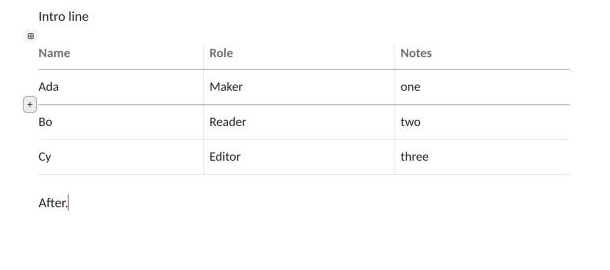 Intro line
Name Role Notes
Ada Maker one
Bo Reader two
Cy Editor three
After.